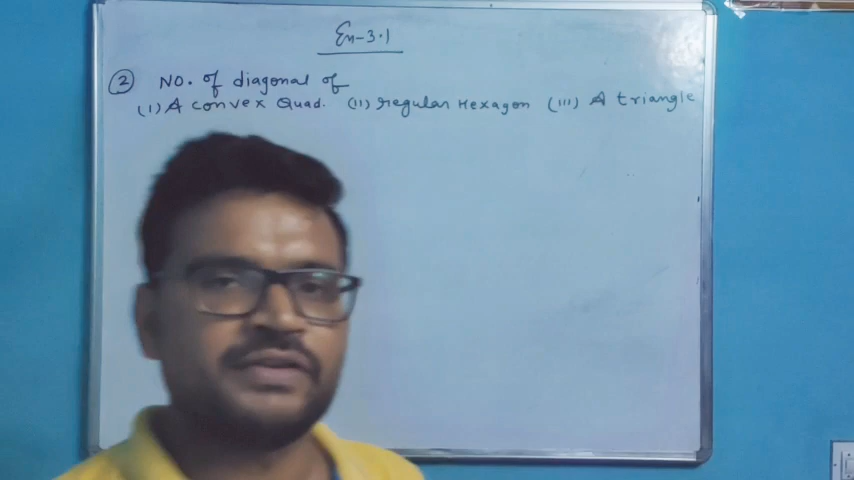 Ex-3.1
(2) NO. of diagonal of
(i) A convex Quad. (ii) regular Hexagon (iii) A triangle